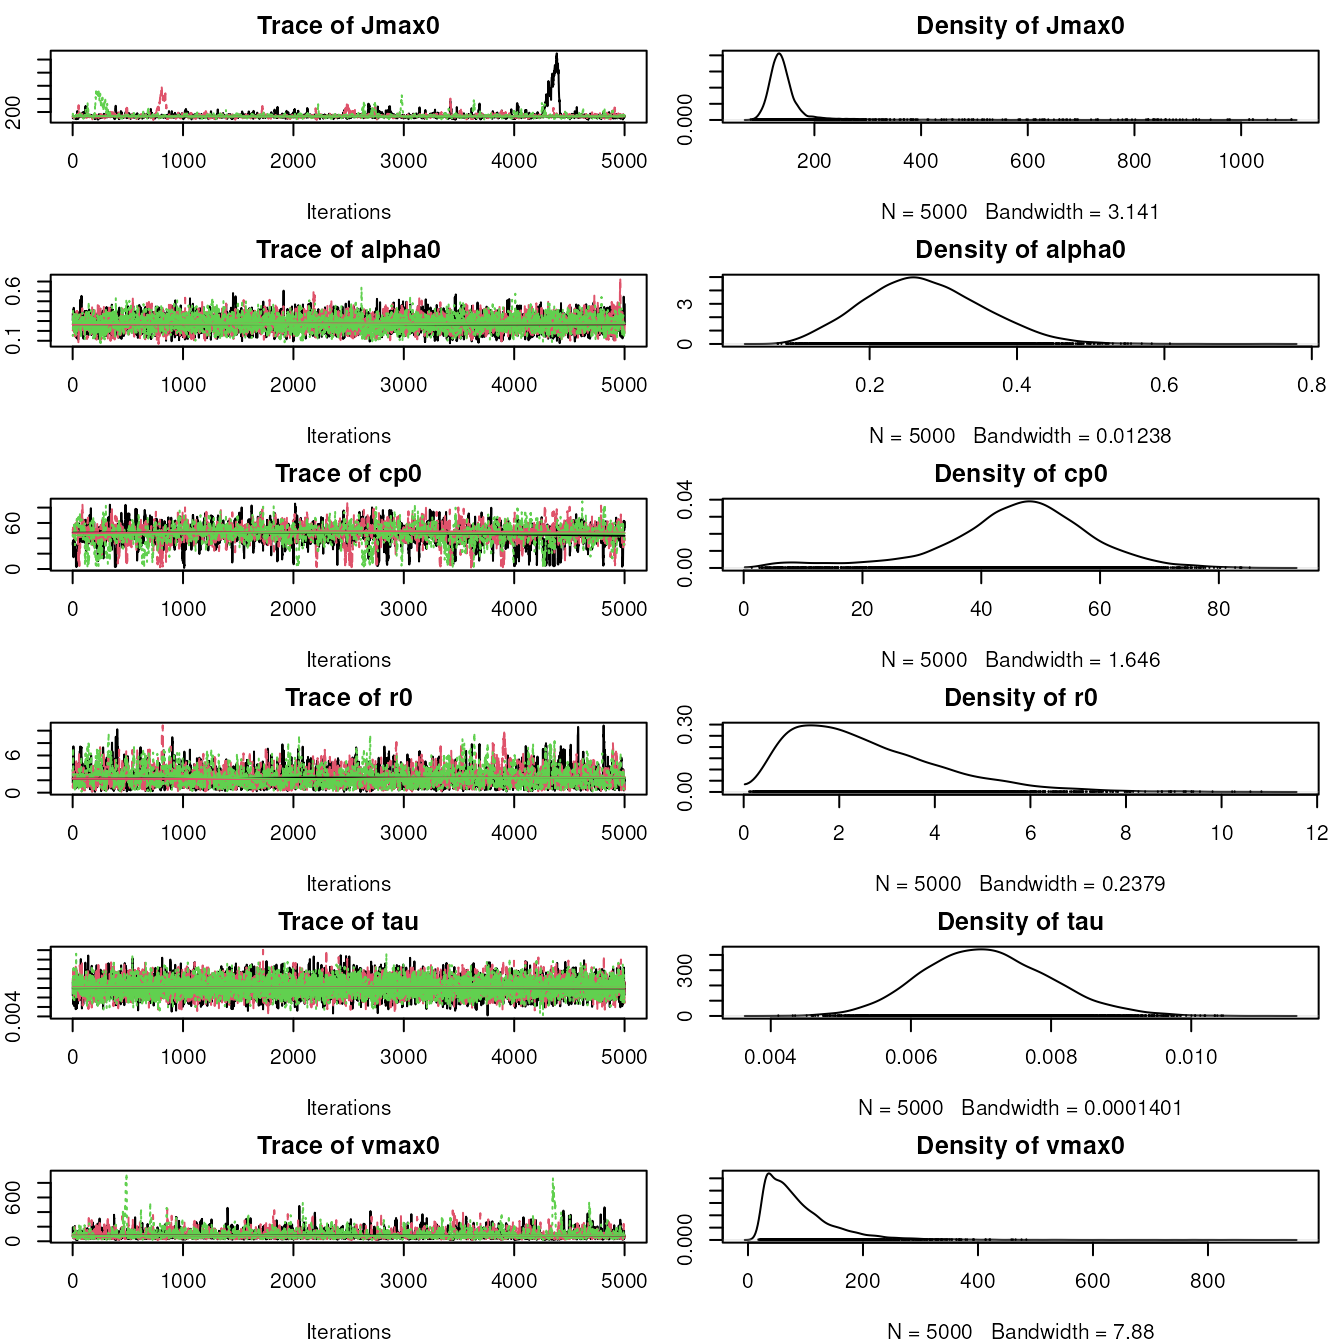 Trace of Jmax0
Density of Jmax0
200
0 1000 2000 3000 4000 5000
Iterations
0.000
200 400 600 800 1000
N = 5000 Bandwidth = 3.141
Trace of alpha0
Density of alpha0
0.1 0.6
0 1000 2000 3000 4000 5000
Iterations
0 3
0.2 0.4 0.6 0.8
N = 5000 Bandwidth = 0.01238
Trace of cp0
Density of cp0
0 60
0 1000 2000 3000 4000 5000
Iterations
0.00 0.04
0 20 40 60 80
N = 5000 Bandwidth = 1.646
Trace of r0
Density of r0
0 6
0 1000 2000 3000 4000 5000
Iterations
0.00 0.30
0 2 4 6 8 10 12
N = 5000 Bandwidth = 0.2379
Trace of tau
Density of tau
0.004
0 1000 2000 3000 4000 5000
Iterations
0 300
0.004 0.006 0.008 0.010
N = 5000 Bandwidth = 0.0001401
Trace of vmax0
Density of vmax0
0 600
0 1000 2000 3000 4000 5000
Iterations
0.000
0 200 400 600 800
N = 5000 Bandwidth = 7.88